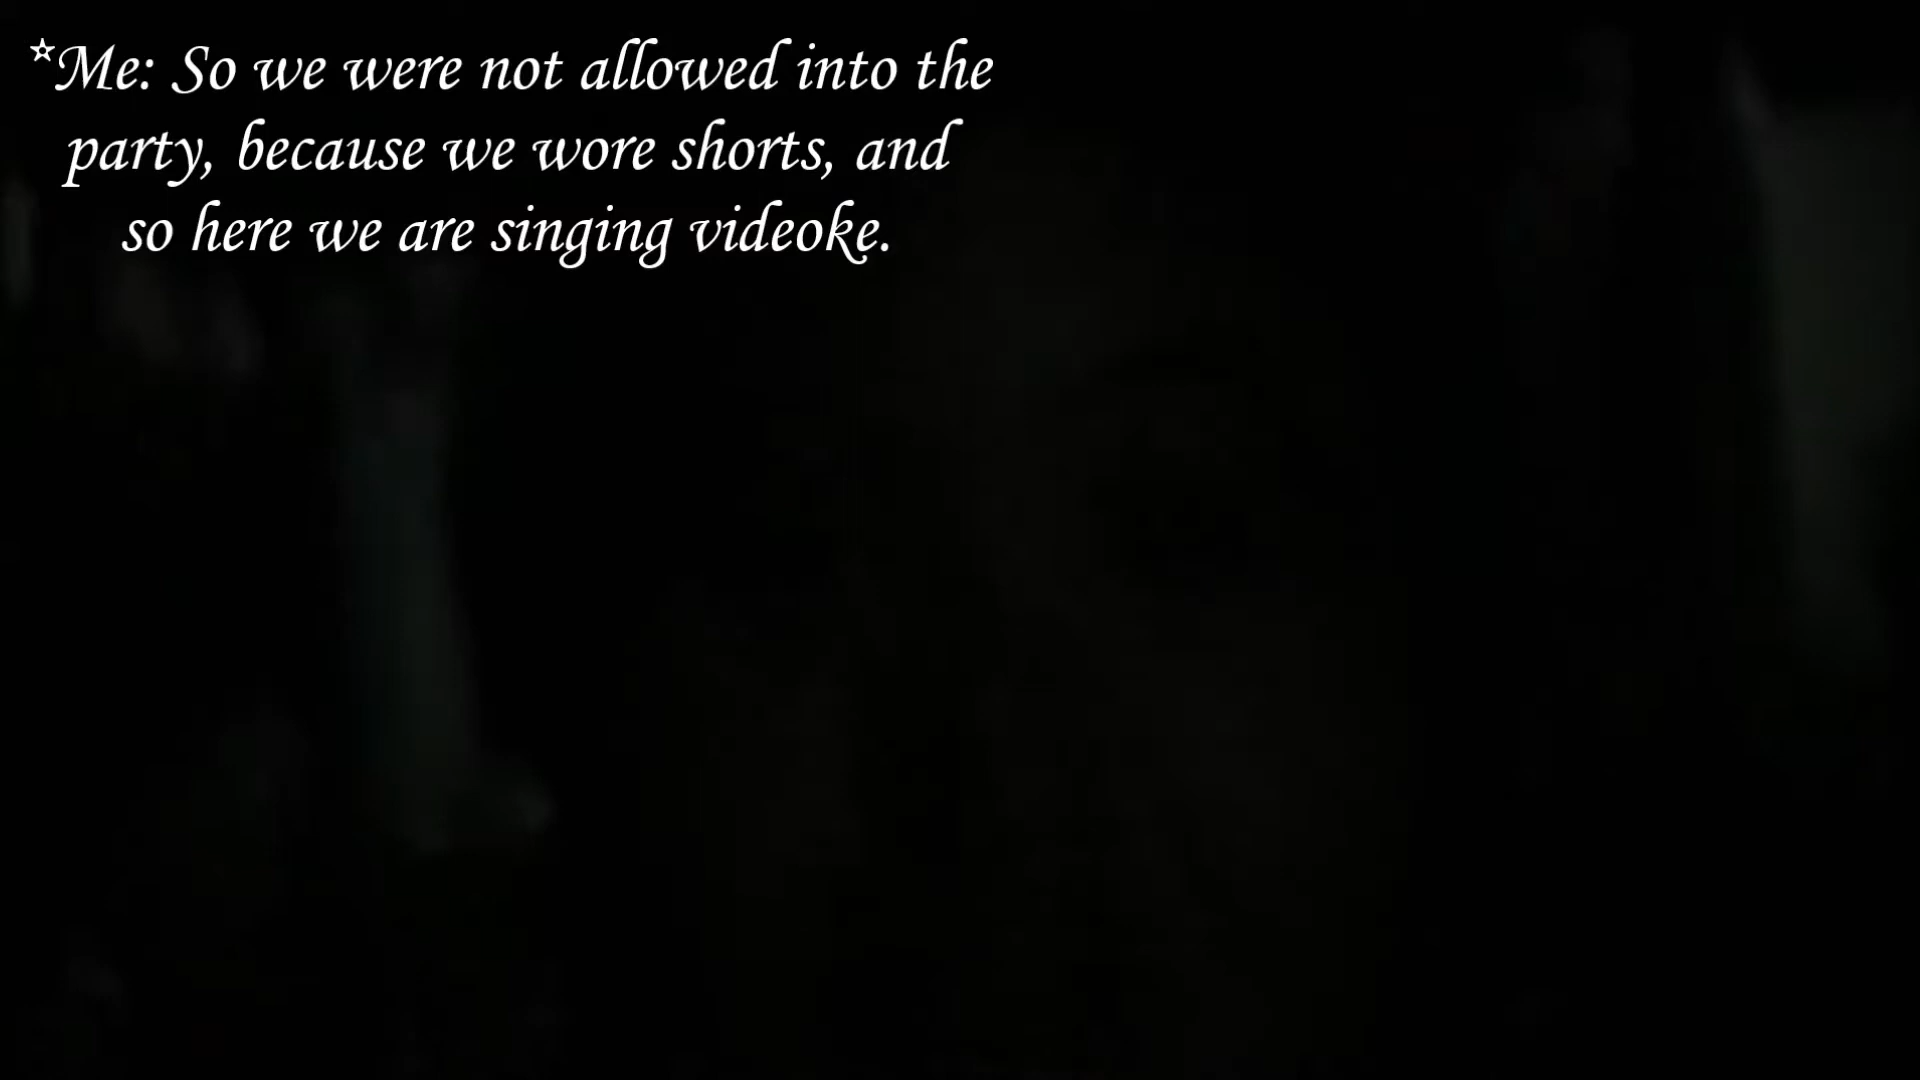 *Me: So we were not allowed into the
party, because we wore shorts, and
so here we are singing videoke.